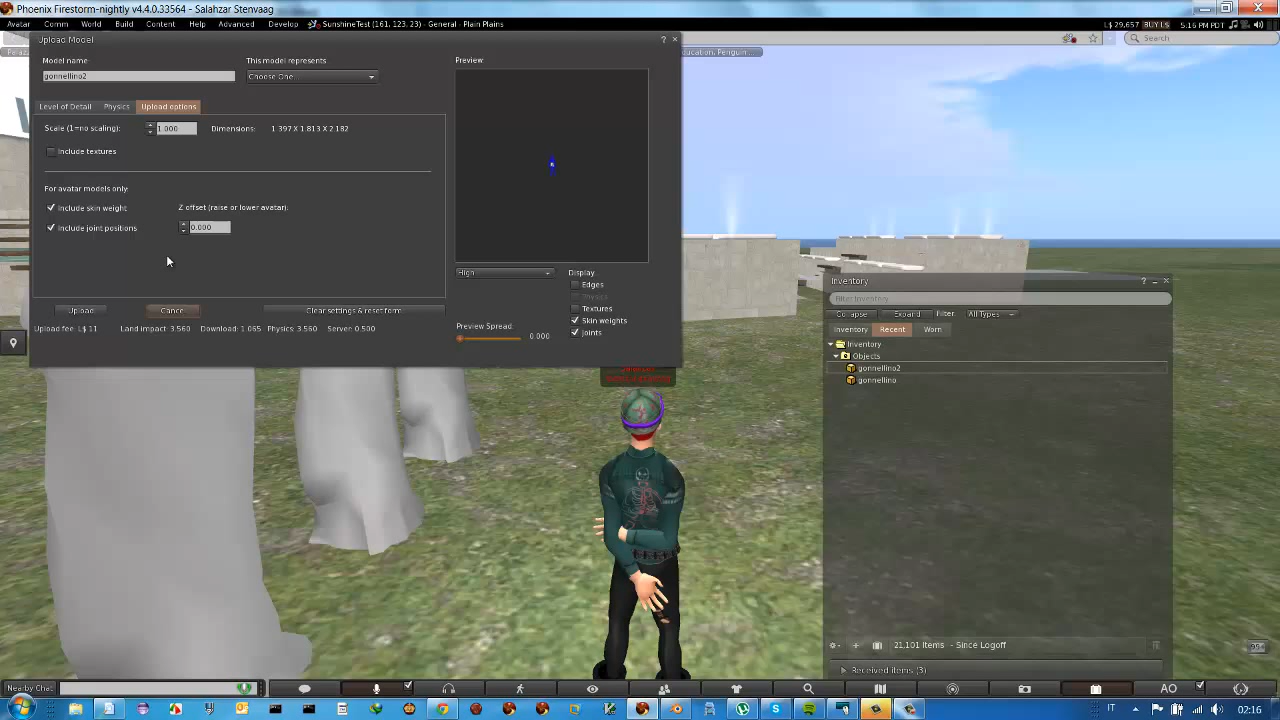 Phoenix Firestorm-nightly v4.4.0.33564 - Salahzar Stenvaag
Avatar Comm World Build Content Help Advanced Develop SunshineTest (161, 123, 23) - General - Plain Plains L$ 29,657 BUY L$ 5:16 PM PDT
Search
ducation, Penguin...
Upload Model ?
Model name: This model represents Preview:
gonnellino2 Choose One...
Level of Detail Physics Upload options
Scale (1=no scaling): 1.000 Dimensions: 1.397 X 1.813 X 2.182
Include textures
For avatar models only:
Include skin weight Z offset (raise or lower avatar):
Include joint positions 0.000
High Display:
Edges
Physics
Textures
Skin weights
Joints
Upload Cancel Clear settings & reset form
Upload fee: L$ 11 Land impact: 3.560 Download: 1.065 Physics: 3.560 Server: 0.500
Preview Spread: 0.000
Inventory ?
Filter Inventory
Collapse Expand Filter: All Types
Inventory Recent Worn
Inventory
Objects
gonnellino2
gonnellino
21,101 Items - Since Logoff
Received items (3)
Nearby Chat AO
IT 02:16